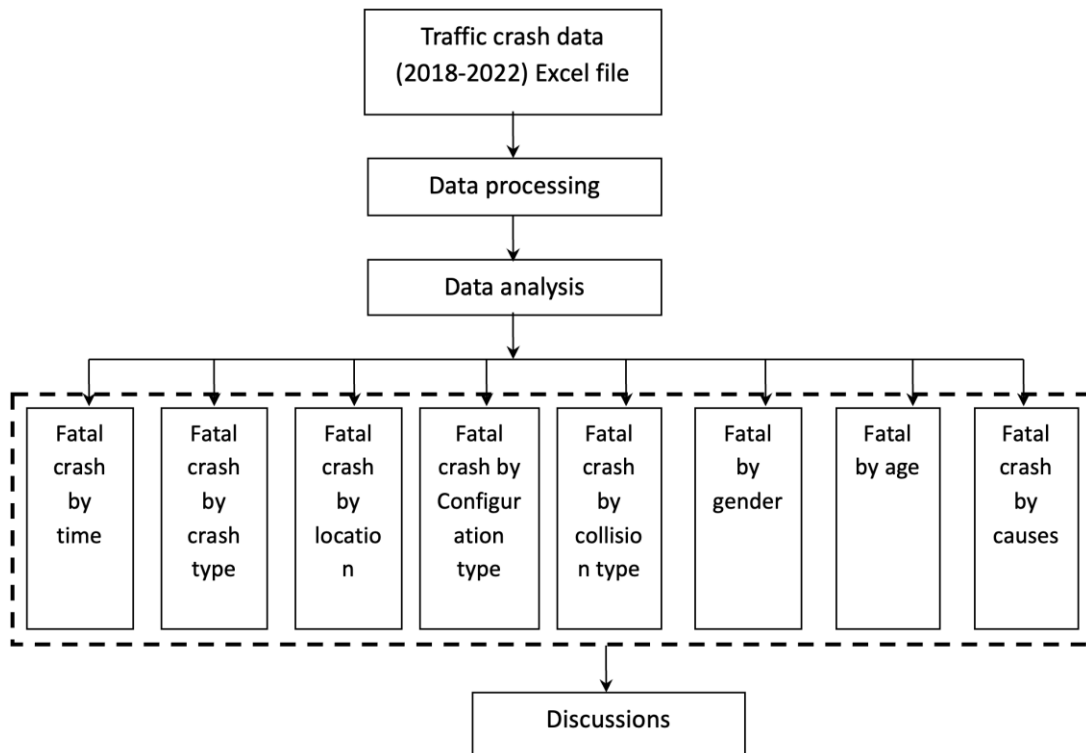 Traffic crash data
(2018-2022) Excel file
Data processing
Data analysis
Fatal
crash
by
time
Fatal
crash
by
crash
type
Fatal
crash
by
locatio
n
Fatal
crash by
Configur
ation
type
Fatal
crash
by
collisio
n type
Fatal
by
gender
Fatal
by age
Fatal
crash
by
causes
Discussions